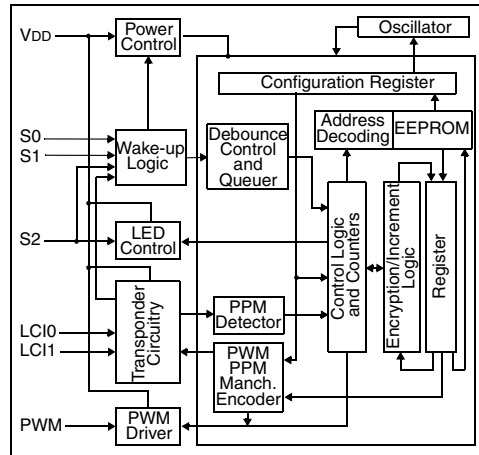 VDD
Power
Control
Oscillator
Configuration Register
Address
Decoding
EEPROM
S0
S1
Wake-up
Logic
Debounce
Control
and
Queuer
S2
LED
Control
Control Logic
and Counters
Encryption/Increment
Logic
Register
LCI0
LCI1
Transponder
Circuitry
PPM
Detector
PWM
PPM
Manch.
Encoder
PWM
PWM
Driver